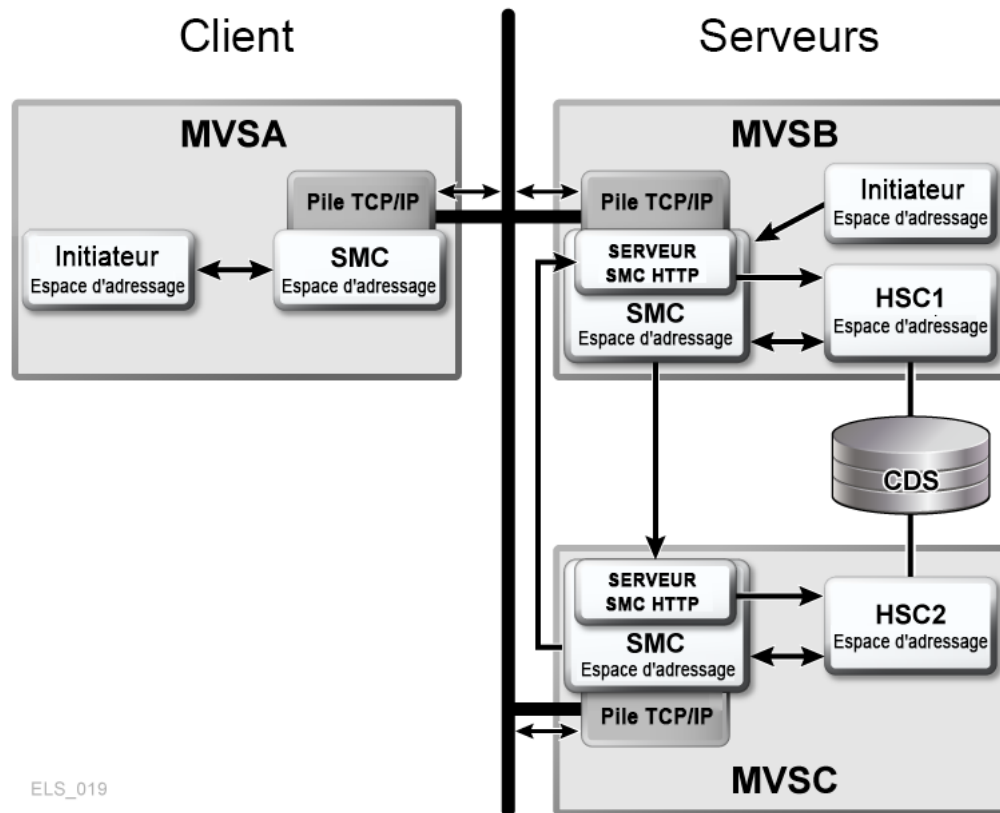 Client
Serveurs
MVSA
Pile TCP/IP
Initiateur
Espace d'adressage
SMC
Espace d'adressage
MVSB
Pile TCP/IP
Initiateur
Espace d'adressage
SERVEUR
SMC HTTP
SMC
Espace d'adressage
HSC1
Espace d'adressage
CDS
SERVEUR
SMC HTTP
SMC
Espace d'adressage
HSC2
Espace d'adressage
Pile TCP/IP
MVSC
ELS_019